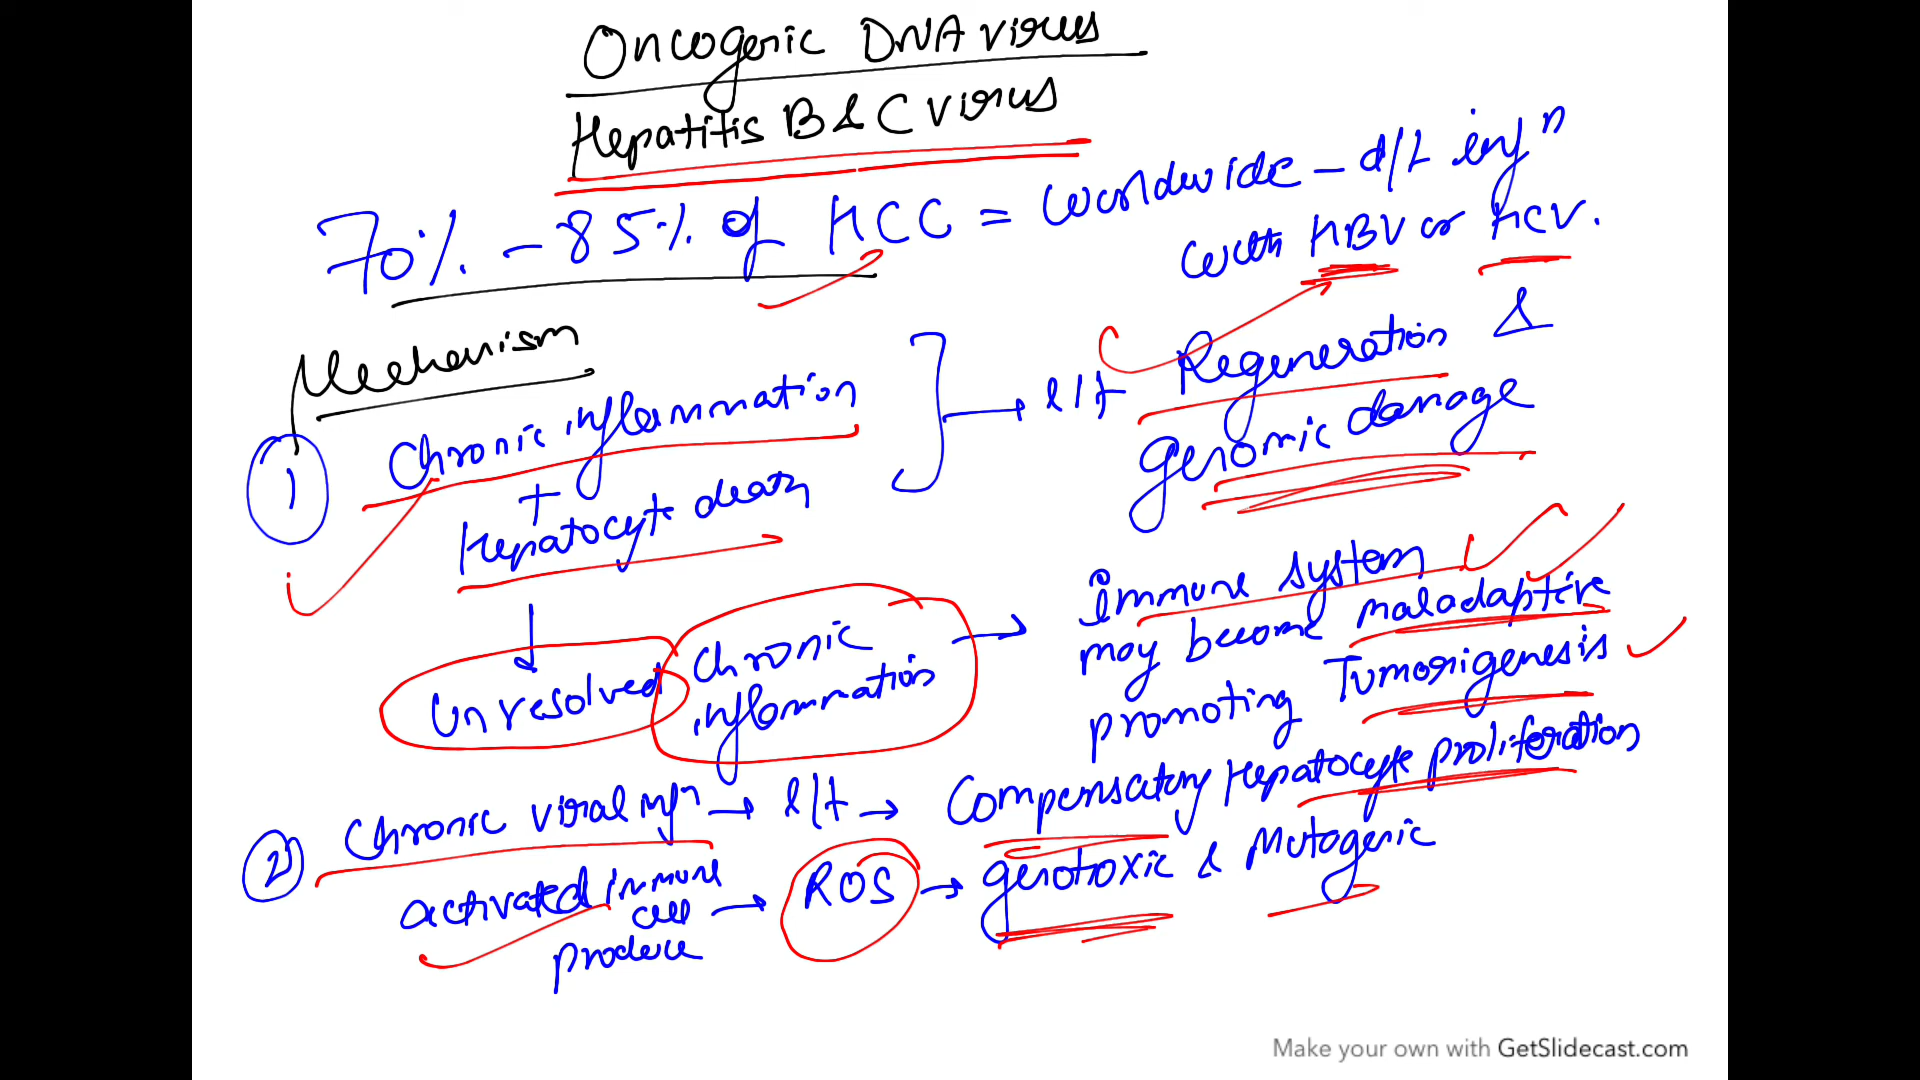 Oncogenic DNA virus
Hepatitis B & C virus
70% - 85% of HCC = Worldwide - d/t infⁿ
with HBV or HCV.
Mechanism
1 Chronic inflammation
+
Hepatocyte death
→ l/t Regeneration &
genomic damage
Unresolved chronic
inflammation
→ Immune system
may become maladaptive
promoting Tumorigenesis
2 Chronic viral infⁿ → l/t → Compensatory Hepatocyte proliferation
activated immune
cell
produce
→ ROS → genotoxic & Mutagenic
Make your own with GetSlidecast.com